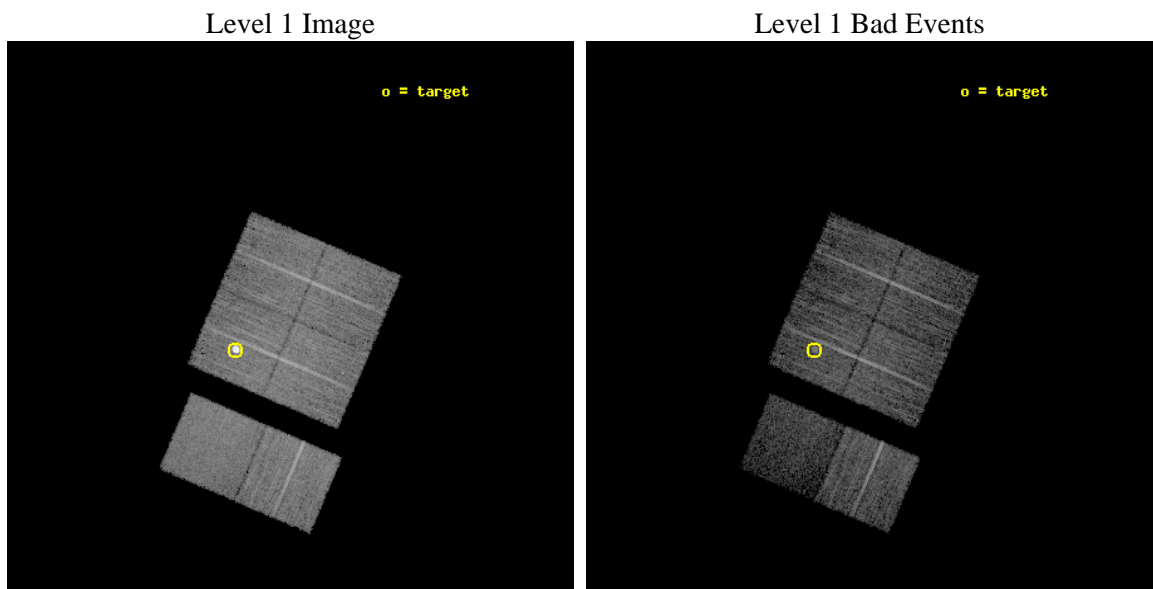 Level 1 Image
Level 1 Bad Events
o = target
o = target